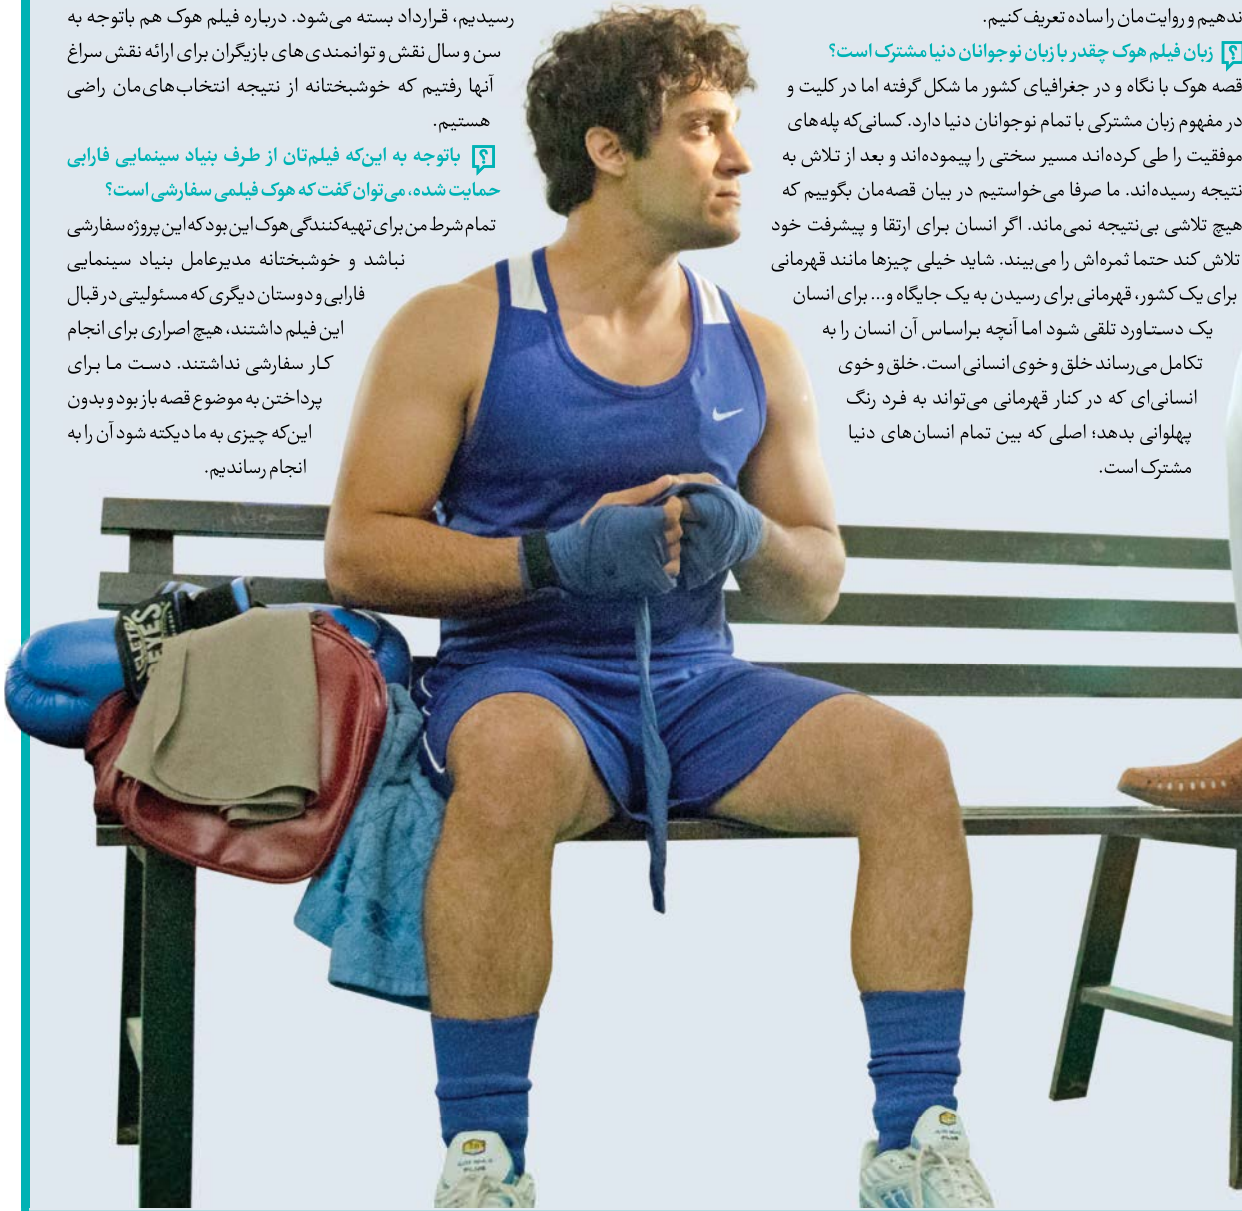 ندهیم و روایت‌مان را ساده تعریف کنیم.
زبان فیلم هوک چقدر با زبان نوجوانان دنیا مشترک است؟
قصه هوک با نگاه و در جغرافیای کشور ما شکل گرفته اما در کلیت و
در مفهوم زبان مشترکی با تمام نوجوانان دنیا دارد. کسانی‌که پله‌های
موفقیت را طی کرده‌اند مسیر سختی را پیموده‌اند و بعد از تلاش به
نتیجه رسیده‌اند. ما صرفا می‌خواستیم در بیان قصه‌مان بگوییم که
هیچ تلاشی بی‌نتیجه نمی‌ماند. اگر انسان برای ارتقا و پیشرفت خود
تلاش کند حتما ثمره‌اش را می‌بیند. شاید خیلی چیزها مانند قهرمانی
برای یک کشور، قهرمانی برای رسیدن به یک جایگاه و... برای انسان
یک دستاورد تلقی شود اما آنچه براساس آن انسان را به
تکامل می‌رساند خلق و خوی انسانی است. خلق و خوی
انسانی‌ای که در کنار قهرمانی می‌تواند به فرد رنگ
پهلوانی بدهد؛ اصلی که بین تمام انسان‌های دنیا
مشترک است.
رسیدیم، قرارداد بسته می‌شود. درباره فیلم هوک هم باتوجه به
سن و سال نقش و توانمندی‌های بازیگران برای ارائه نقش سراغ
آنها رفتیم که خوشبختانه از نتیجه انتخاب‌های‌مان راضی
هستیم.
باتوجه به این‌که فیلم‌تان از طرف بنیاد سینمایی فارابی
حمایت شده، می‌توان گفت که هوک فیلمی سفارشی است؟
تمام شرط من برای تهیه‌کنندگی هوک این بود که این پروژه سفارشی
نباشد و خوشبختانه مدیرعامل بنیاد سینمایی
فارابی و دوستان دیگری که مسئولیتی در قبال
این فیلم داشتند، هیچ اصراری برای انجام
کار سفارشی نداشتند. دست ما برای
پرداختن به موضوع قصه باز بود و بدون
این‌که چیزی به ما دیکته شود آن را به
انجام رساندیم.
CLETO
REYES